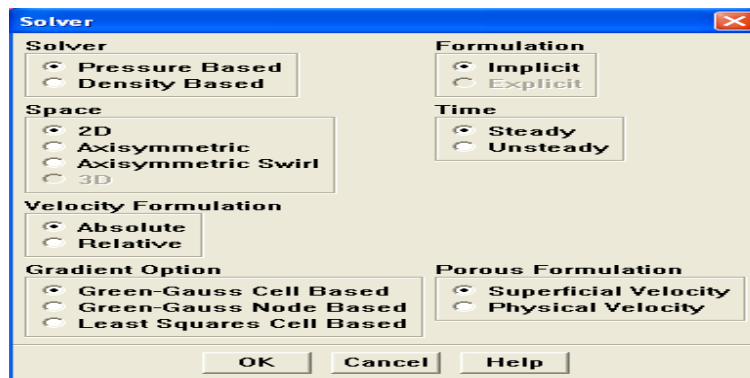 Solver
Solver
Pressure Based
Density Based
Formulation
Implicit
Explicit
Space
2D
Axisymmetric
Axisymmetric Swirl
3D
Time
Steady
Unsteady
Velocity Formulation
Absolute
Relative
Gradient Option
Green-Gauss Cell Based
Green-Gauss Node Based
Least Squares Cell Based
Porous Formulation
Superficial Velocity
Physical Velocity
OK Cancel Help